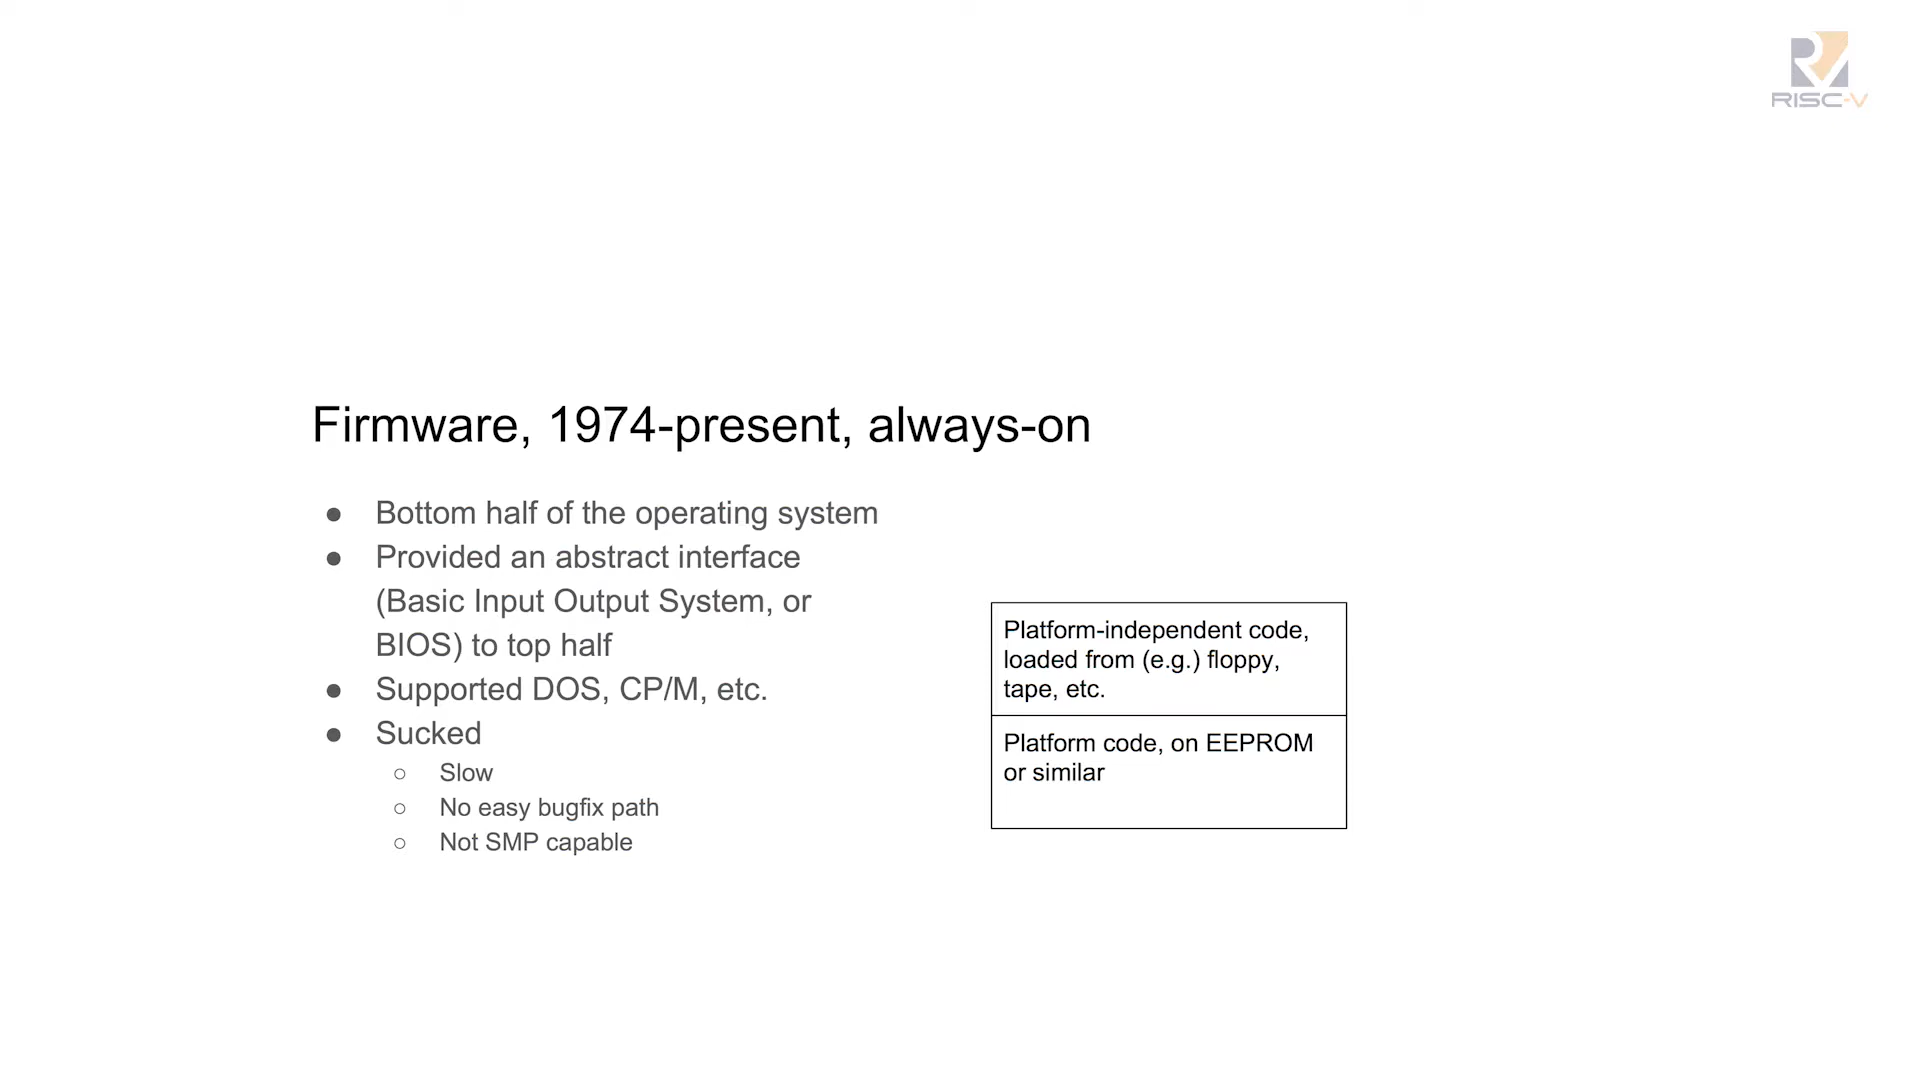 RISC-V
Firmware, 1974-present, always-on
● Bottom half of the operating system
● Provided an abstract interface
(Basic Input Output System, or
BIOS) to top half
● Supported DOS, CP/M, etc.
● Sucked
○ Slow
○ No easy bugfix path
○ Not SMP capable
Platform-independent code,
loaded from (e.g.) floppy,
tape, etc.
Platform code, on EEPROM
or similar